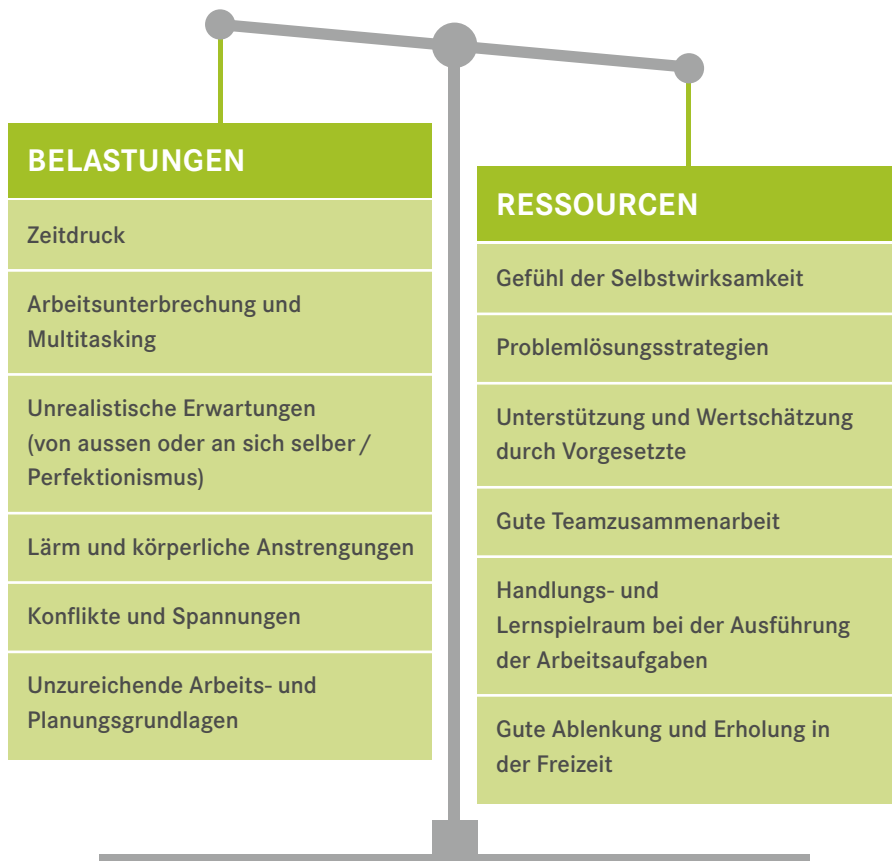 BELASTUNGEN
Zeitdruck
Arbeitsunterbrechung und
Multitasking
Unrealistische Erwartungen
(von aussen oder an sich selber /
Perfektionismus)
Lärm und körperliche Anstrengungen
Konflikte und Spannungen
Unzureichende Arbeits- und
Planungsgrundlagen
RESSOURCEN
Gefühl der Selbstwirksamkeit
Problemlösungsstrategien
Unterstützung und Wertschätzung
durch Vorgesetzte
Gute Teamzusammenarbeit
Handlungs- und
Lernspielraum bei der Ausführung
der Arbeitsaufgaben
Gute Ablenkung und Erholung in
der Freizeit